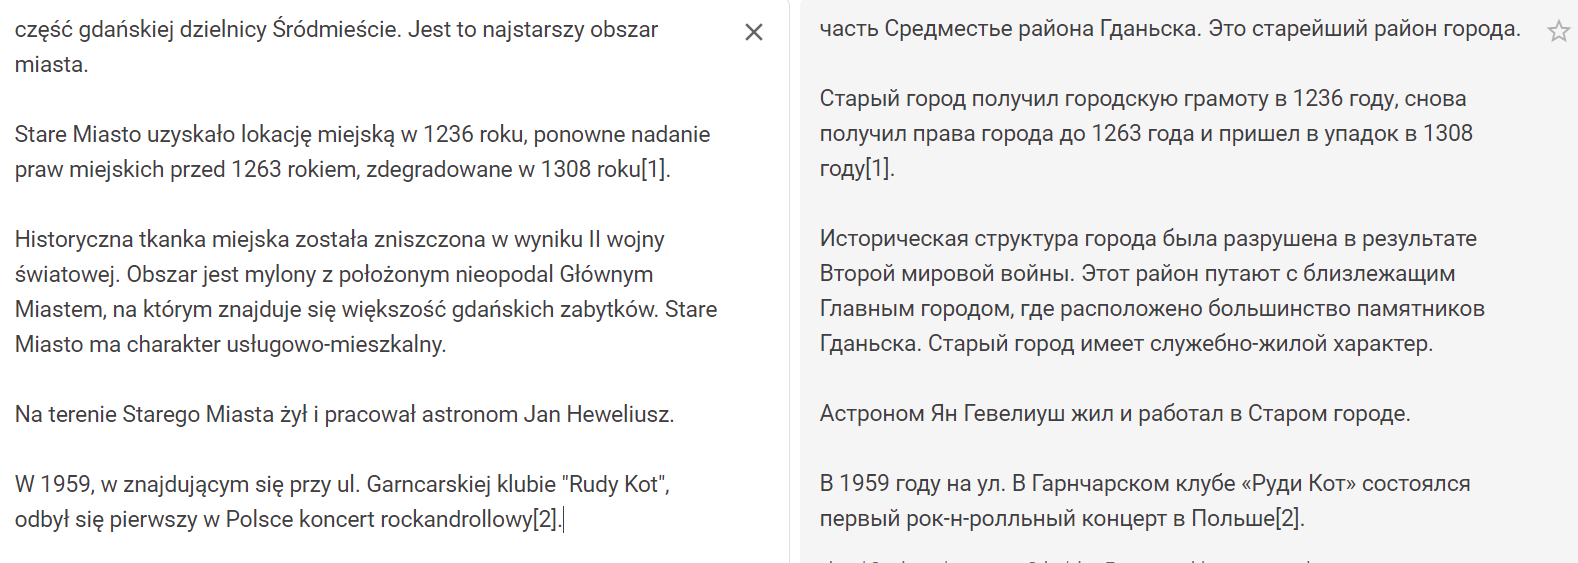 część gdańskiej dzielnicy Śródmieście. Jest to najstarszy obszar
miasta.
Stare Miasto uzyskało lokację miejską w 1236 roku, ponowne nadanie
praw miejskich przed 1263 rokiem, zdegradowane w 1308 roku[1].
Historyczna tkanka miejska została zniszczona w wyniku II wojny
światowej. Obszar jest mylony z położonym nieopodal Głównym
Miastem, na którym znajduje się większość gdańskich zabytków. Stare
Miasto ma charakter usługowo-mieszkalny.
Na terenie Starego Miasta żył i pracował astronom Jan Heweliusz.
W 1959, w znajdującym się przy ul. Garncarskiej klubie "Rudy Kot",
odbył się pierwszy w Polsce koncert rockandrollowy[2].
часть Средместье района Гданьска. Это старейший район города.
Старый город получил городскую грамоту в 1236 году, снова
получил права города до 1263 года и пришел в упадок в 1308
году[1].
Историческая структура города была разрушена в результате
Второй мировой войны. Этот район путают с близлежащим
Главным городом, где расположено большинство памятников
Гданьска. Старый город имеет служебно-жилой характер.
Астроном Ян Гевелиуш жил и работал в Старом городе.
В 1959 году на ул. В Гарнчарском клубе «Руди Кот» состоялся
первый рок-н-ролльный концерт в Польше[2].